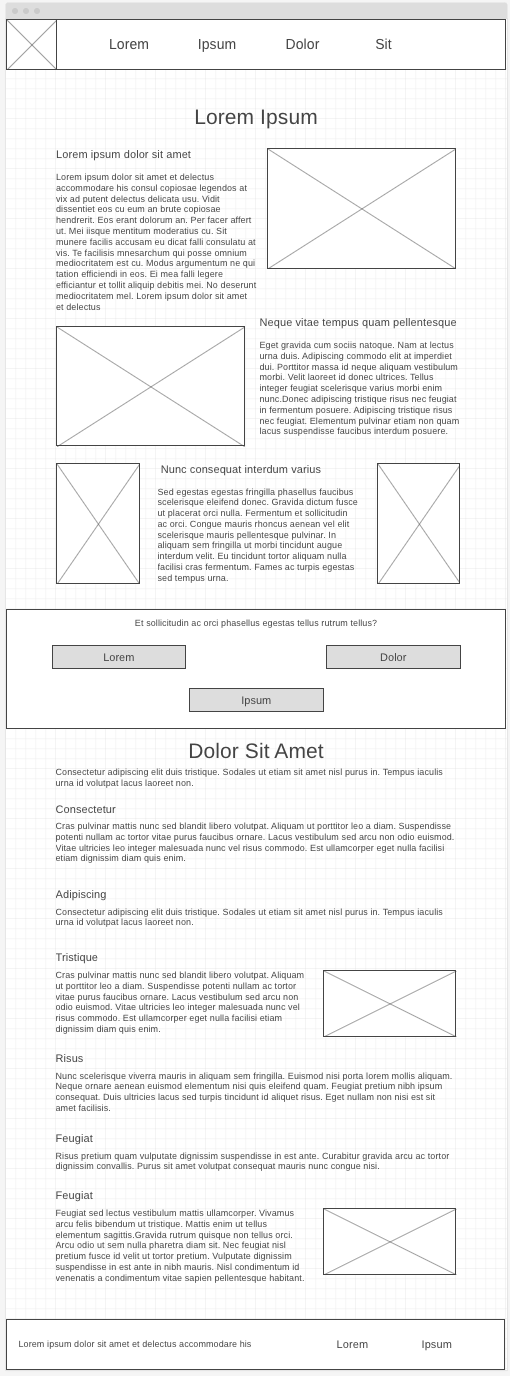 Lorem Ipsum Dolor Sit
Lorem Ipsum
Lorem ipsum dolor sit amet
Lorem ipsum dolor sit amet et delectus
accommodare his consul copiosae legendos at
vix ad putent delectus delicata usu. Vidit
dissentiet eos cu eum an brute copiosae
hendrerit. Eos erant dolorum an. Per facer affert
ut. Mei iisque mentitum moderatius cu. Sit
munere facilis accusam eu dicat falli consulatu at
vis. Te facilisis mnesarchum qui posse omnium
mediocritatem est cu. Modus argumentum ne qui
tation efficiendi in eos. Ei mea falli legere
efficiantur et tollit aliquip debitis mei. No deserunt
mediocritatem mel. Lorem ipsum dolor sit amet
et delectus
Neque vitae tempus quam pellentesque
Eget gravida cum sociis natoque. Nam at lectus
urna duis. Adipiscing commodo elit at imperdiet
dui. Porttitor massa id neque aliquam vestibulum
morbi. Velit laoreet id donec ultrices. Tellus
integer feugiat scelerisque varius morbi enim
nunc.Donec adipiscing tristique risus nec feugiat
in fermentum posuere. Adipiscing tristique risus
nec feugiat. Elementum pulvinar etiam non quam
lacus suspendisse faucibus interdum posuere.
Nunc consequat interdum varius
Sed egestas egestas fringilla phasellus faucibus
scelerisque eleifend donec. Gravida dictum fusce
ut placerat orci nulla. Fermentum et sollicitudin
ac orci. Congue mauris rhoncus aenean vel elit
scelerisque mauris pellentesque pulvinar. In
aliquam sem fringilla ut morbi tincidunt augue
interdum velit. Eu tincidunt tortor aliquam nulla
facilisi cras fermentum. Fames ac turpis egestas
sed tempus urna.
Et sollicitudin ac orci phasellus egestas tellus rutrum tellus?
Lorem
Dolor
Ipsum
Dolor Sit Amet
Consectetur adipiscing elit duis tristique. Sodales ut etiam sit amet nisl purus in. Tempus iaculis
urna id volutpat lacus laoreet non.
Consectetur
Cras pulvinar mattis nunc sed blandit libero volutpat. Aliquam ut porttitor leo a diam. Suspendisse
potenti nullam ac tortor vitae purus faucibus ornare. Lacus vestibulum sed arcu non odio euismod.
Vitae ultricies leo integer malesuada nunc vel risus commodo. Est ullamcorper eget nulla facilisi
etiam dignissim diam quis enim.
Adipiscing
Consectetur adipiscing elit duis tristique. Sodales ut etiam sit amet nisl purus in. Tempus iaculis
urna id volutpat lacus laoreet non.
Tristique
Cras pulvinar mattis nunc sed blandit libero volutpat. Aliquam
ut porttitor leo a diam. Suspendisse potenti nullam ac tortor
vitae purus faucibus ornare. Lacus vestibulum sed arcu non
odio euismod. Vitae ultricies leo integer malesuada nunc vel
risus commodo. Est ullamcorper eget nulla facilisi etiam
dignissim diam quis enim.
Risus
Nunc scelerisque viverra mauris in aliquam sem fringilla. Euismod nisi porta lorem mollis aliquam.
Neque ornare aenean euismod elementum nisi quis eleifend quam. Feugiat pretium nibh ipsum
consequat. Duis ultricies lacus sed turpis tincidunt id aliquet risus. Eget nullam non nisi est sit
amet facilisis.
Feugiat
Risus pretium quam vulputate dignissim suspendisse in est ante. Curabitur gravida arcu ac tortor
dignissim convallis. Purus sit amet volutpat consequat mauris nunc congue nisi.
Feugiat
Feugiat sed lectus vestibulum mattis ullamcorper. Vivamus
arcu felis bibendum ut tristique. Mattis enim ut tellus
elementum sagittis.Gravida rutrum quisque non tellus orci.
Arcu odio ut sem nulla pharetra diam sit. Nec feugiat nisl
pretium fusce id velit ut tortor pretium. Vulputate dignissim
suspendisse in est ante in nibh mauris. Nisl condimentum id
venenatis a condimentum vitae sapien pellentesque habitant.
Lorem ipsum dolor sit amet et delectus accommodare his Lorem Ipsum